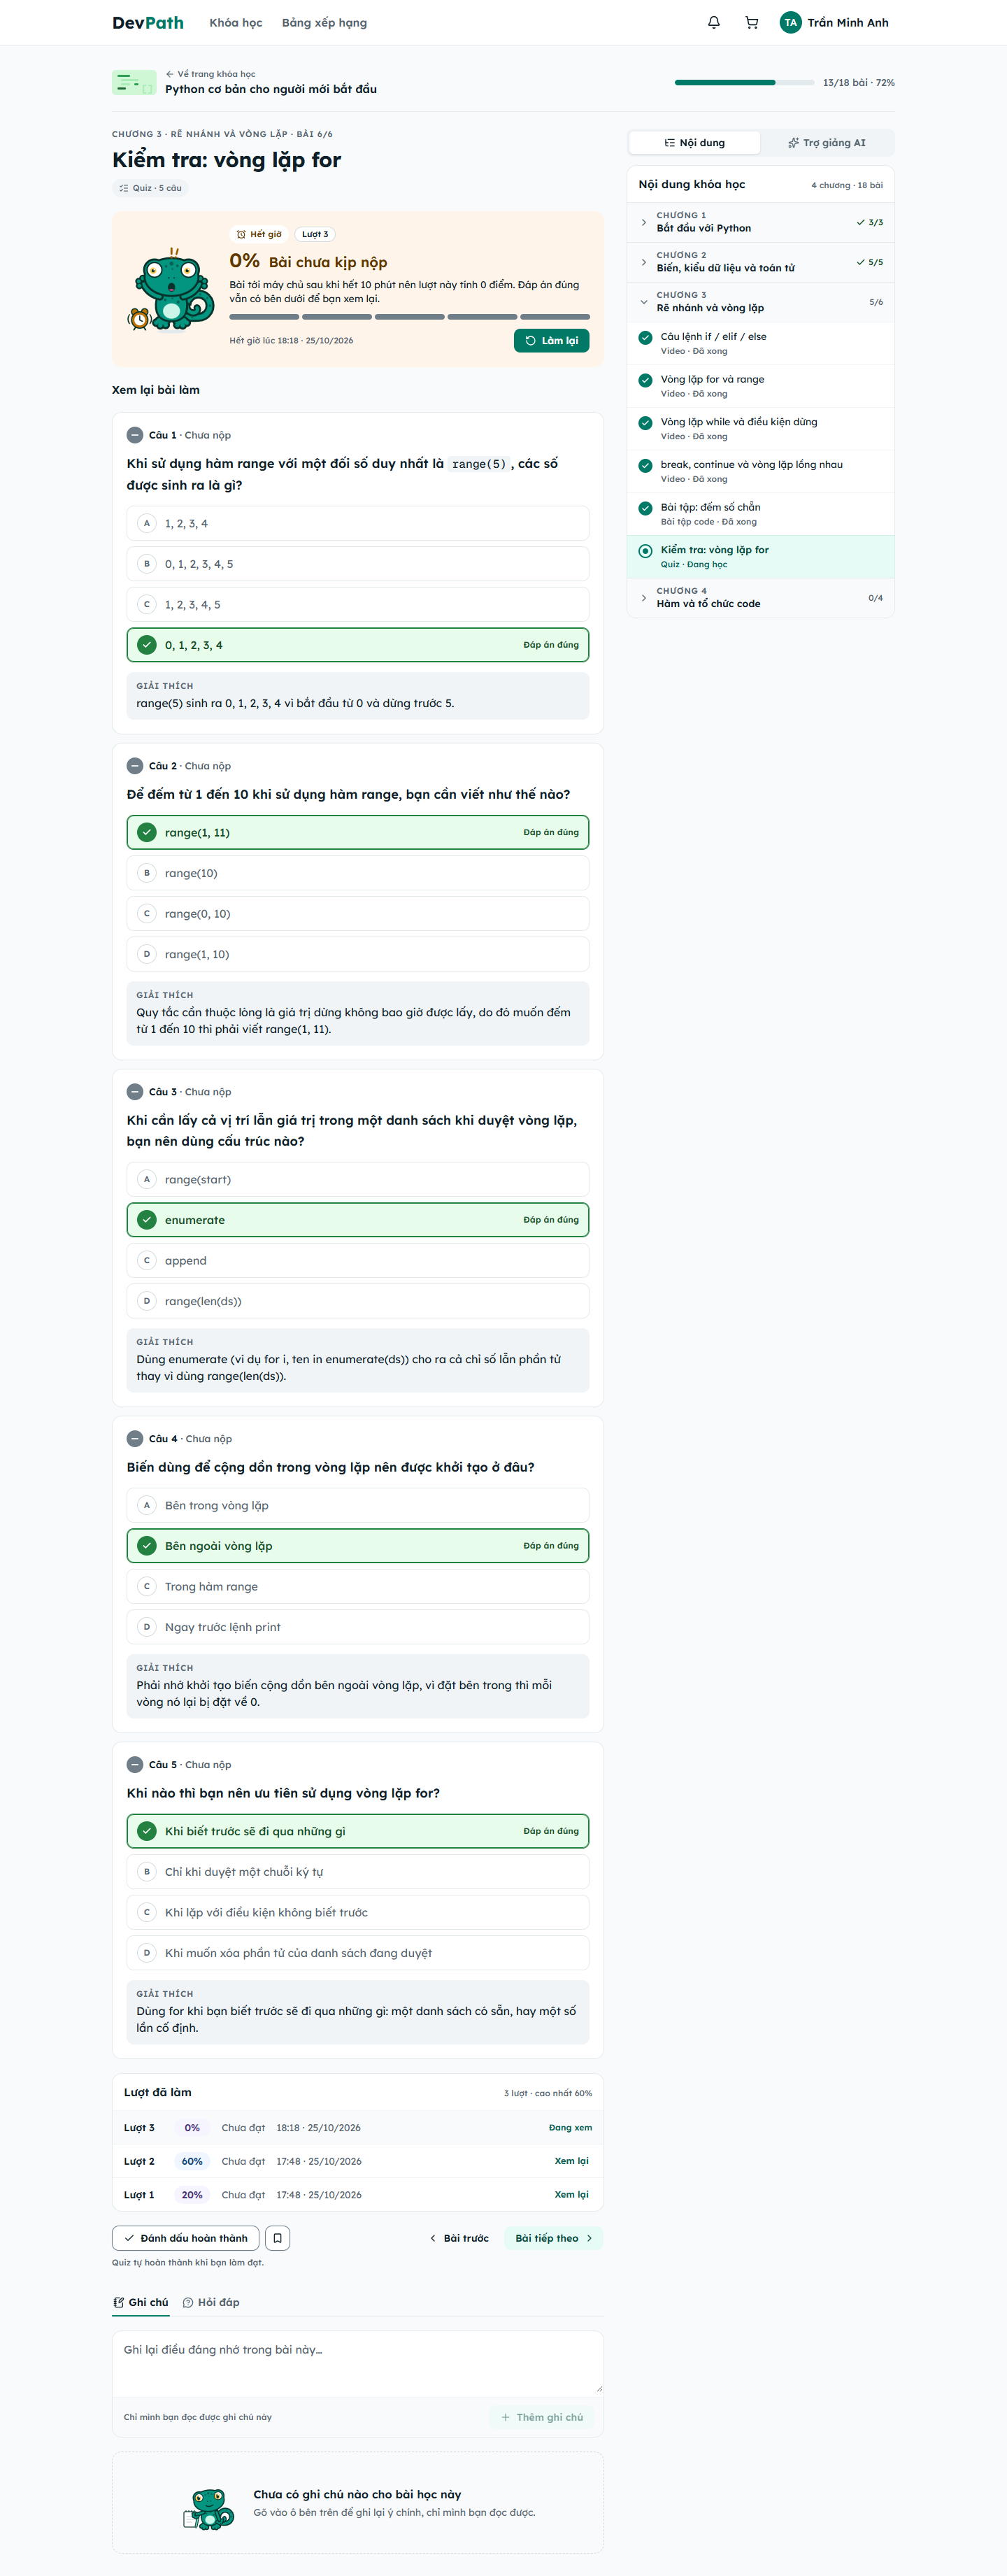 DevPath
Khóa học
Bảng xếp hạng
TA
Trần Minh Anh
Về trang khóa học
Python cơ bản cho người mới bắt đầu
13/18 bài · 72%
CHƯƠNG 3 · RẼ NHÁNH VÀ VÒNG LẶP · BÀI 6/6
Kiểm tra: vòng lặp for
Quiz · 5 câu
Hết giờ
Lượt 3
0% Bài chưa kịp nộp
Bài tới máy chủ sau khi hết 10 phút nên lượt này tính 0 điểm. Đáp án đúng
vẫn có bên dưới để bạn xem lại.
Hết giờ lúc 18:18 · 25/10/2026
Làm lại
Xem lại bài làm
Câu 1 · Chưa nộp
Khi sử dụng hàm range với một đối số duy nhất là range(5), các số
được sinh ra là gì?
A 1, 2, 3, 4
B 0, 1, 2, 3, 4, 5
C 1, 2, 3, 4, 5
0, 1, 2, 3, 4 Đáp án đúng
GIẢI THÍCH
range(5) sinh ra 0, 1, 2, 3, 4 vì bắt đầu từ 0 và dừng trước 5.
Câu 2 · Chưa nộp
Để đếm từ 1 đến 10 khi sử dụng hàm range, bạn cần viết như thế nào?
range(1, 11) Đáp án đúng
B range(10)
C range(0, 10)
D range(1, 10)
GIẢI THÍCH
Quy tắc cần thuộc lòng là giá trị dừng không bao giờ được lấy, do đó muốn đếm
từ 1 đến 10 thì phải viết range(1, 11).
Câu 3 · Chưa nộp
Khi cần lấy cả vị trí lẫn giá trị trong một danh sách khi duyệt vòng lặp,
bạn nên dùng cấu trúc nào?
A range(start)
enumerate Đáp án đúng
C append
D range(len(ds))
GIẢI THÍCH
Dùng enumerate (ví dụ for i, ten in enumerate(ds)) cho ra cả chỉ số lẫn phần tử
thay vì dùng range(len(ds)).
Câu 4 · Chưa nộp
Biến dùng để cộng dồn trong vòng lặp nên được khởi tạo ở đâu?
A Bên trong vòng lặp
Bên ngoài vòng lặp Đáp án đúng
C Trong hàm range
D Ngay trước lệnh print
GIẢI THÍCH
Phải nhớ khởi tạo biến cộng dồn bên ngoài vòng lặp, vì đặt bên trong thì mỗi
vòng nó lại bị đặt về 0.
Câu 5 · Chưa nộp
Khi nào thì bạn nên ưu tiên sử dụng vòng lặp for?
Khi biết trước sẽ đi qua những gì Đáp án đúng
B Chỉ khi duyệt một chuỗi ký tự
C Khi lặp với điều kiện không biết trước
D Khi muốn xóa phần tử của danh sách đang duyệt
GIẢI THÍCH
Dùng for khi bạn biết trước sẽ đi qua những gì: một danh sách có sẵn, hay một số
lần cố định.
Lượt đã làm
3 lượt · cao nhất 60%
Lượt 3 0% Chưa đạt 18:18 · 25/10/2026 Đang xem
Lượt 2 60% Chưa đạt 17:48 · 25/10/2026 Xem lại
Lượt 1 20% Chưa đạt 17:48 · 25/10/2026 Xem lại
Đánh dấu hoàn thành
Bài trước
Bài tiếp theo
Quiz tự hoàn thành khi bạn làm đạt.
Ghi chú
Hỏi đáp
Ghi lại điều đáng nhớ trong bài này…
Chỉ mình bạn đọc được ghi chú này
Thêm ghi chú
Chưa có ghi chú nào cho bài học này
Gõ vào ô bên trên để ghi lại ý chính, chỉ mình bạn đọc được.
Nội dung
Trợ giảng AI
Nội dung khóa học
4 chương · 18 bài
CHƯƠNG 1
Bắt đầu với Python
3/3
CHƯƠNG 2
Biến, kiểu dữ liệu và toán tử
5/5
CHƯƠNG 3
Rẽ nhánh và vòng lặp
5/6
Câu lệnh if / elif / else
Video · Đã xong
Vòng lặp for và range
Video · Đã xong
Vòng lặp while và điều kiện dừng
Video · Đã xong
break, continue và vòng lặp lồng nhau
Video · Đã xong
Bài tập: đếm số chẵn
Bài tập code · Đã xong
Kiểm tra: vòng lặp for
Quiz · Đang học
CHƯƠNG 4
Hàm và tổ chức code
0/4